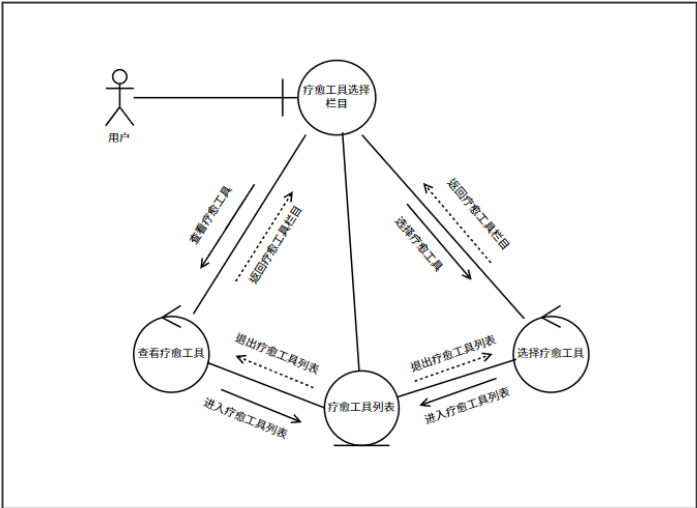 疗愈工具选择
栏目
用户
查看疗愈工具
返回疗愈工具栏目
选择疗愈工具
返回疗愈工具栏目
查看疗愈工具
退出疗愈工具列表
进入疗愈工具列表
疗愈工具列表
退出疗愈工具列表
进入疗愈工具列表
选择疗愈工具